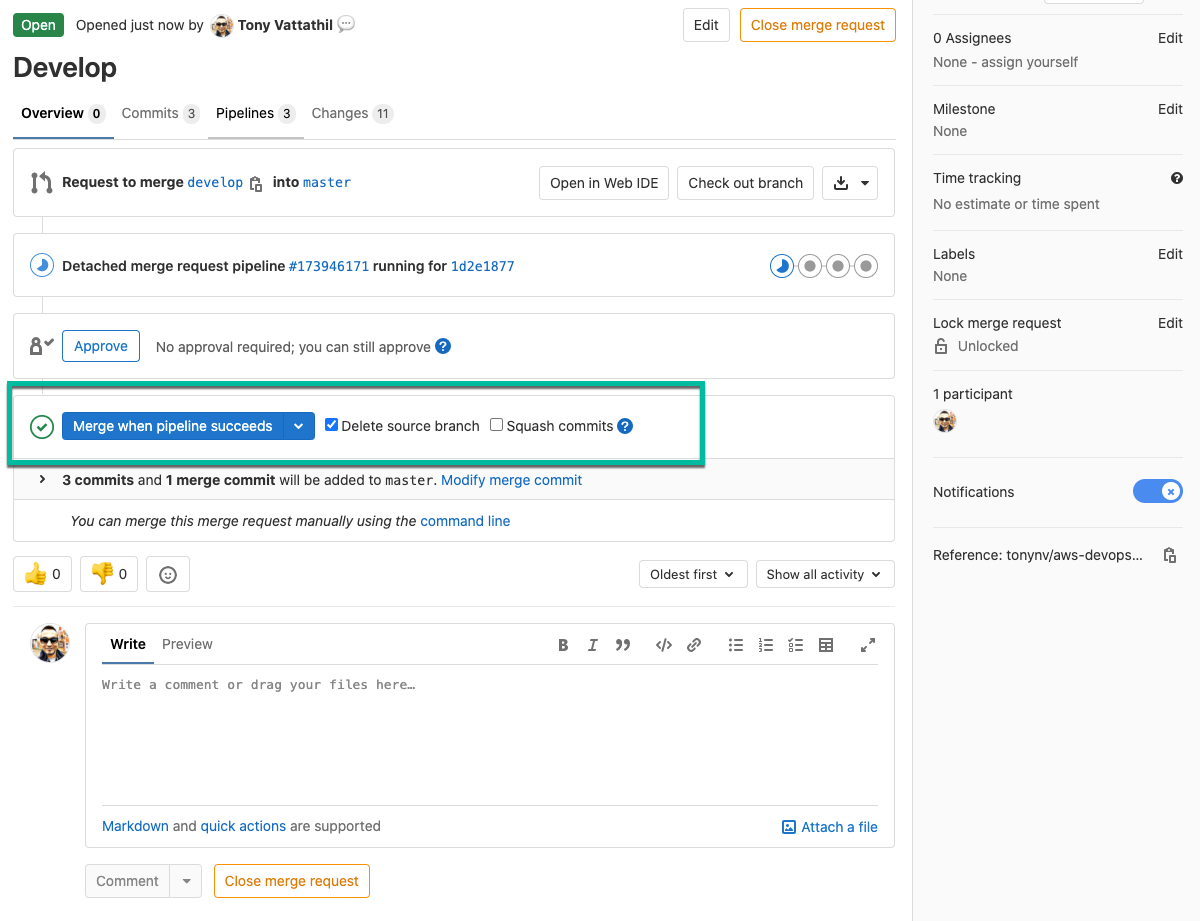 Open Opened just now by Tony Vattathil Edit Close merge request
Develop
Overview 0 Commits 3 Pipelines 3 Changes 11
Request to merge develop into master Open in Web IDE Check out branch
Detached merge request pipeline #173946171 running for 1d2e1877
Approve No approval required; you can still approve ?
Merge when pipeline succeeds Delete source branch Squash commits ?
3 commits and 1 merge commit will be added to master. Modify merge commit
You can merge this merge request manually using the command line
👍 0 👎 0 Oldest first Show all activity
Write Preview
Write a comment or drag your files here…
Markdown and quick actions are supported Attach a file
Comment Close merge request
0 Assignees Edit
None - assign yourself
Milestone Edit
None
Time tracking ?
No estimate or time spent
Labels Edit
None
Lock merge request Edit
Unlocked
1 participant
Notifications
Reference: tonynv/aws-devops...